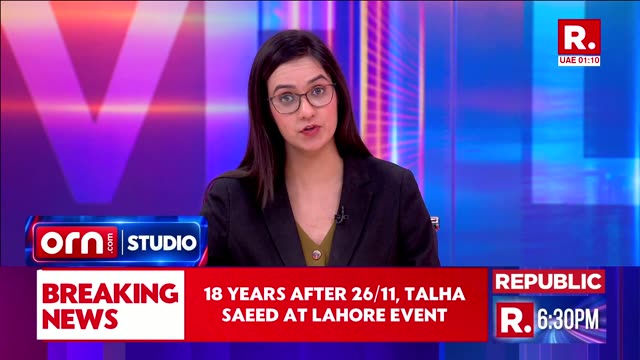 R.
UAE 01:10
orn.com STUDIO
BREAKING
NEWS
18 YEARS AFTER 26/11, TALHA
SAEED AT LAHORE EVENT
REPUBLIC
R. 6:30PM